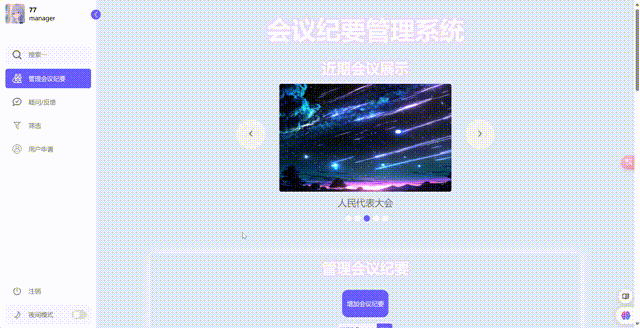 77
manager
搜索...
管理会议纪要
疑问/反馈
筛选
用户申请
注销
夜间模式
会议纪要管理系统
近期会议展示
人民代表大会
管理会议纪要
增加会议纪要